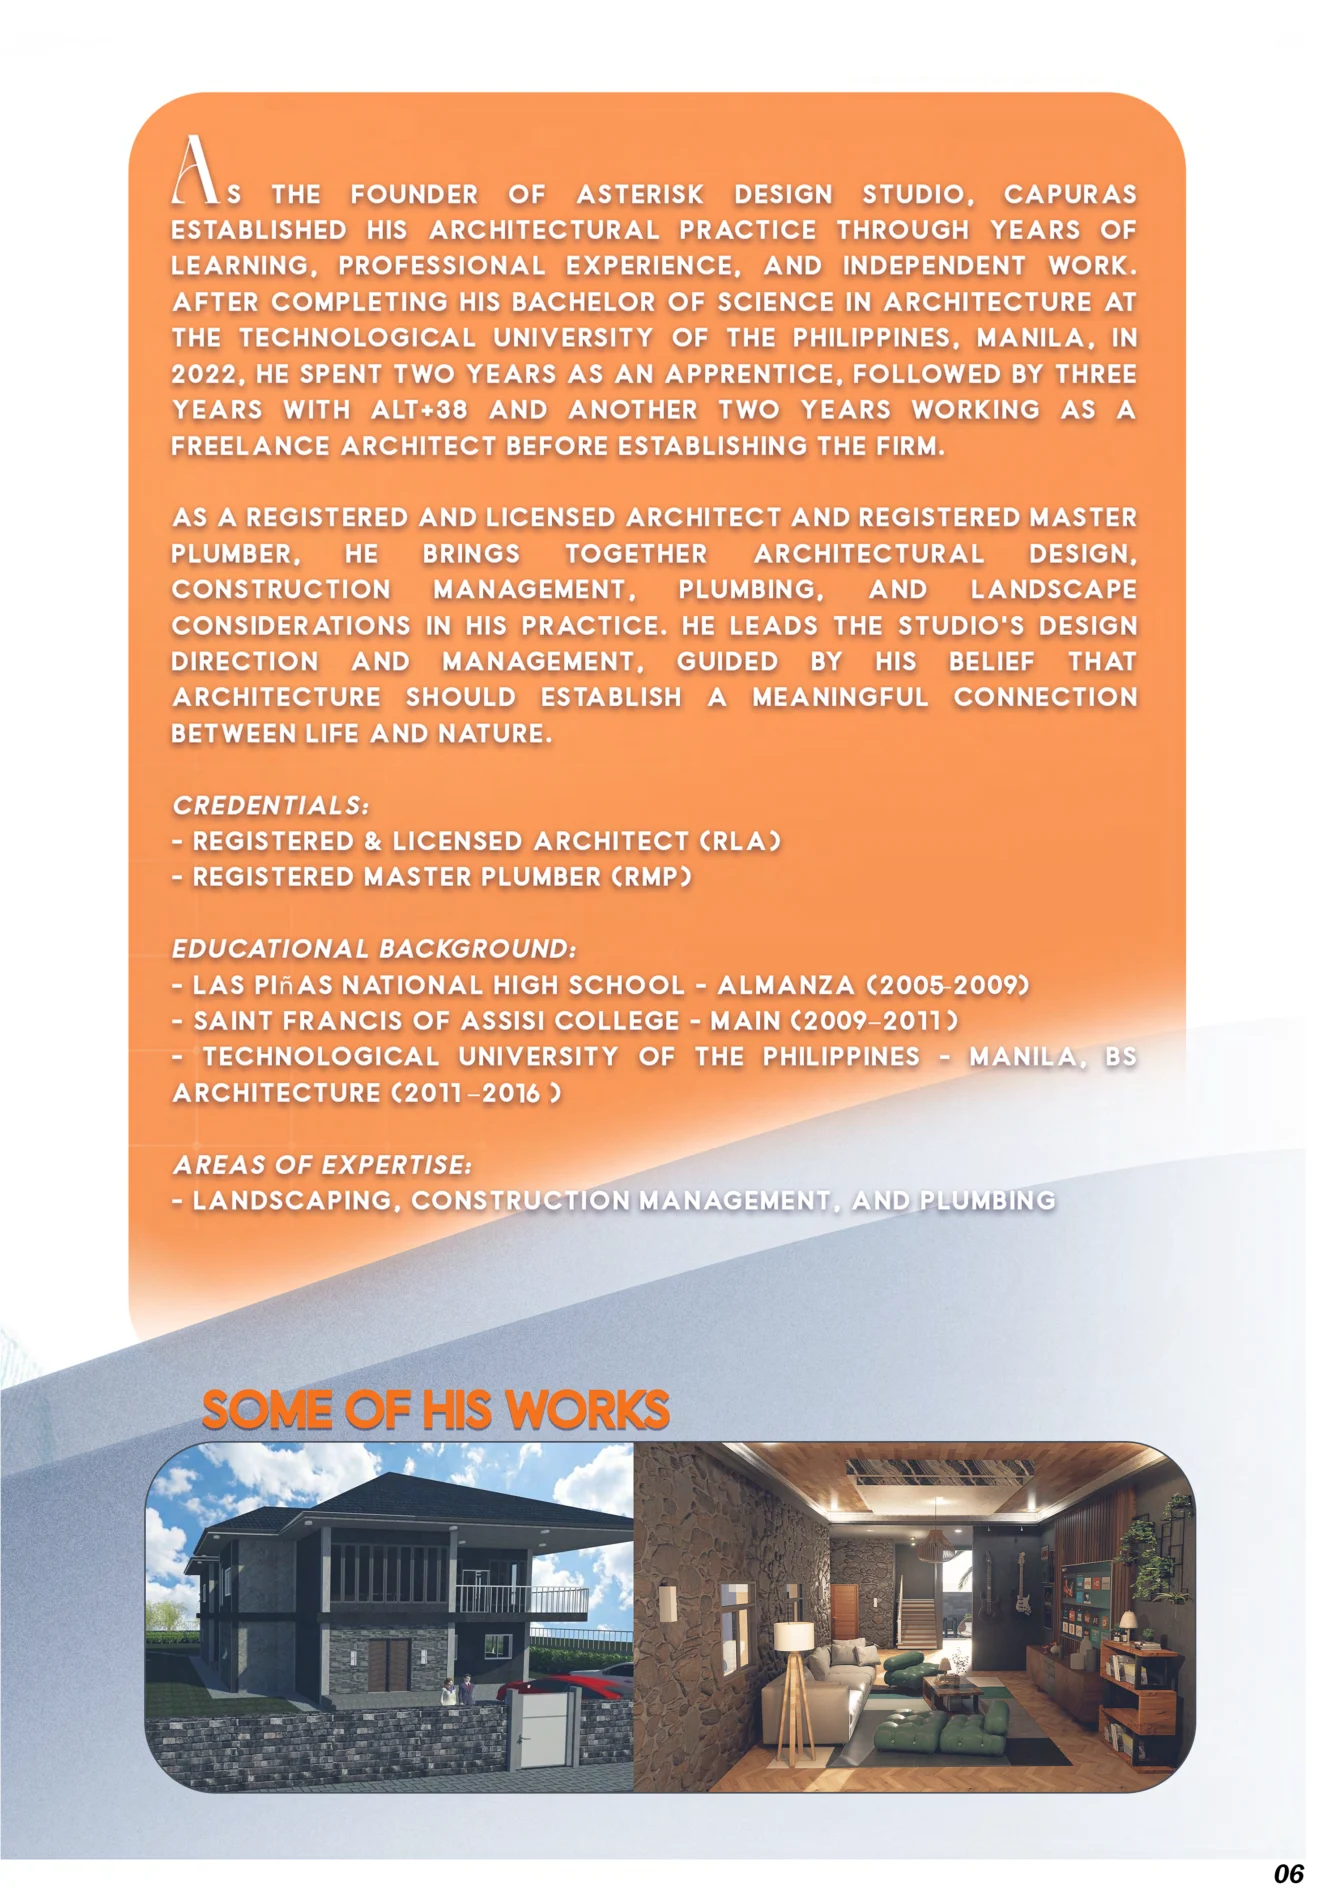 AS THE FOUNDER OF ASTERISK DESIGN STUDIO, CAPURAS
ESTABLISHED HIS ARCHITECTURAL PRACTICE THROUGH YEARS OF
LEARNING, PROFESSIONAL EXPERIENCE, AND INDEPENDENT WORK.
AFTER COMPLETING HIS BACHELOR OF SCIENCE IN ARCHITECTURE AT
THE TECHNOLOGICAL UNIVERSITY OF THE PHILIPPINES, MANILA, IN
2022, HE SPENT TWO YEARS AS AN APPRENTICE, FOLLOWED BY THREE
YEARS WITH ALT+38 AND ANOTHER TWO YEARS WORKING AS A
FREELANCE ARCHITECT BEFORE ESTABLISHING THE FIRM.
AS A REGISTERED AND LICENSED ARCHITECT AND REGISTERED MASTER
PLUMBER, HE BRINGS TOGETHER ARCHITECTURAL DESIGN,
CONSTRUCTION MANAGEMENT, PLUMBING, AND LANDSCAPE
CONSIDERATIONS IN HIS PRACTICE. HE LEADS THE STUDIO'S DESIGN
DIRECTION AND MANAGEMENT, GUIDED BY HIS BELIEF THAT
ARCHITECTURE SHOULD ESTABLISH A MEANINGFUL CONNECTION
BETWEEN LIFE AND NATURE.
CREDENTIALS:
- REGISTERED & LICENSED ARCHITECT (RLA)
- REGISTERED MASTER PLUMBER (RMP)
EDUCATIONAL BACKGROUND:
- LAS PIñAS NATIONAL HIGH SCHOOL - ALMANZA (2005-2009)
- SAINT FRANCIS OF ASSISI COLLEGE - MAIN (2009–2011)
- TECHNOLOGICAL UNIVERSITY OF THE PHILIPPINES - MANILA, BS
ARCHITECTURE (2011–2016 )
AREAS OF EXPERTISE:
- LANDSCAPING, CONSTRUCTION MANAGEMENT, AND PLUMBING
SOME OF HIS WORKS
06